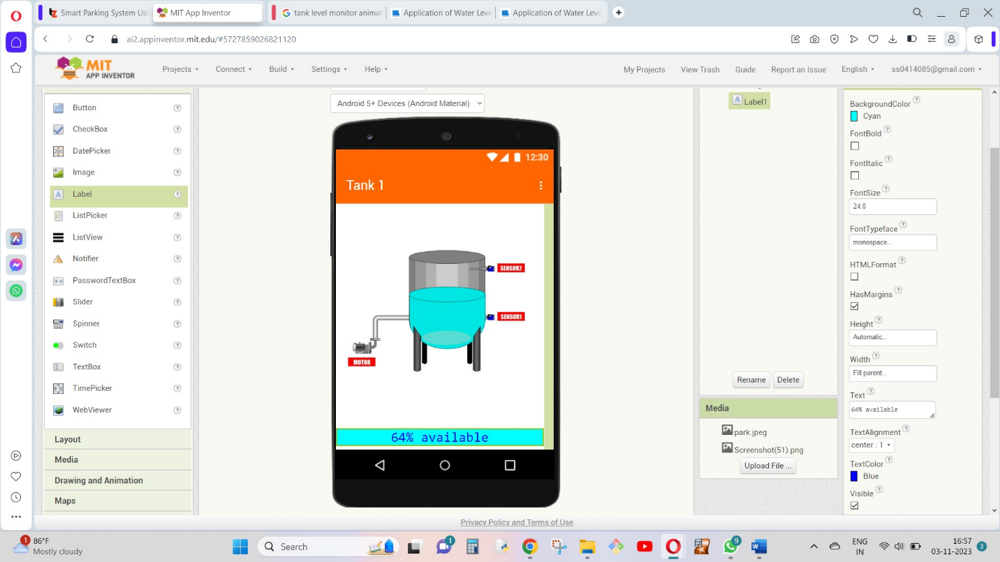 Smart Parking System Usi
MIT App Inventor
tank level monitor animat
Application of Water Leve
Application of Water Leve
ai2.appinventor.mit.edu/#5727859026821120
MIT
APP INVENTOR
Projects
Connect
Build
Settings
Help
My Projects
View Trash
Guide
Report an Issue
English
ss0414085@gmail.com
Button
CheckBox
DatePicker
Image
Label
ListPicker
ListView
Notifier
PasswordTextBox
Slider
Spinner
Switch
TextBox
TimePicker
WebViewer
Layout
Media
Drawing and Animation
Maps
Android 5+ Devices (Android Material)
12:30
Tank 1
SENSOR2
SENSOR1
MOTOR
64% available
Label1
Rename
Delete
Media
park.jpeg
Screenshot(51).png
Upload File ...
BackgroundColor
Cyan
FontBold
FontItalic
FontSize
24.0
FontTypeface
monospace...
HTMLFormat
HasMargins
Height
Automatic...
Width
Fill parent...
Text
64% available
TextAlignment
center : 1
TextColor
Blue
Visible
Privacy Policy and Terms of Use
1
86°F
Mostly cloudy
Search
1
9
ENG
IN
16:57
03-11-2023
3